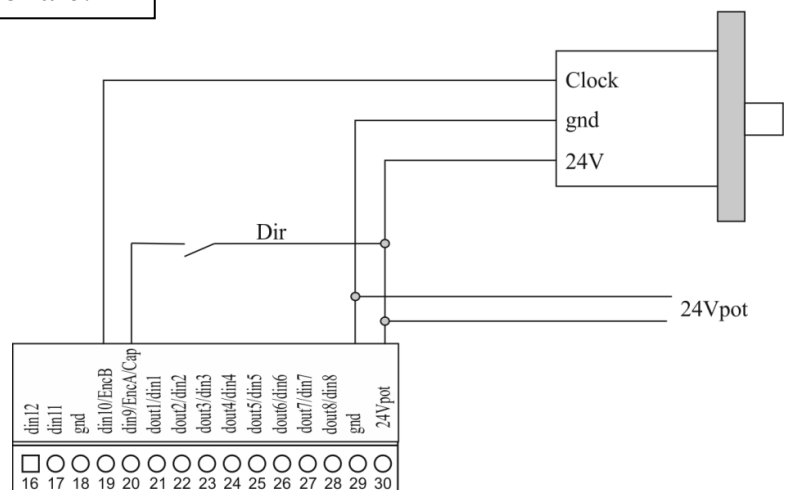 Clock
gnd
24V
Dir
24Vpot
din12
din11
gnd
din10/EncB
din9/EncA/Cap
dout1/din1
dout2/din2
dout3/din3
dout4/din4
dout5/din5
dout6/din6
dout7/din7
dout8/din8
gnd
24Vpot
16 17 18 19 20 21 22 23 24 25 26 27 28 29 30